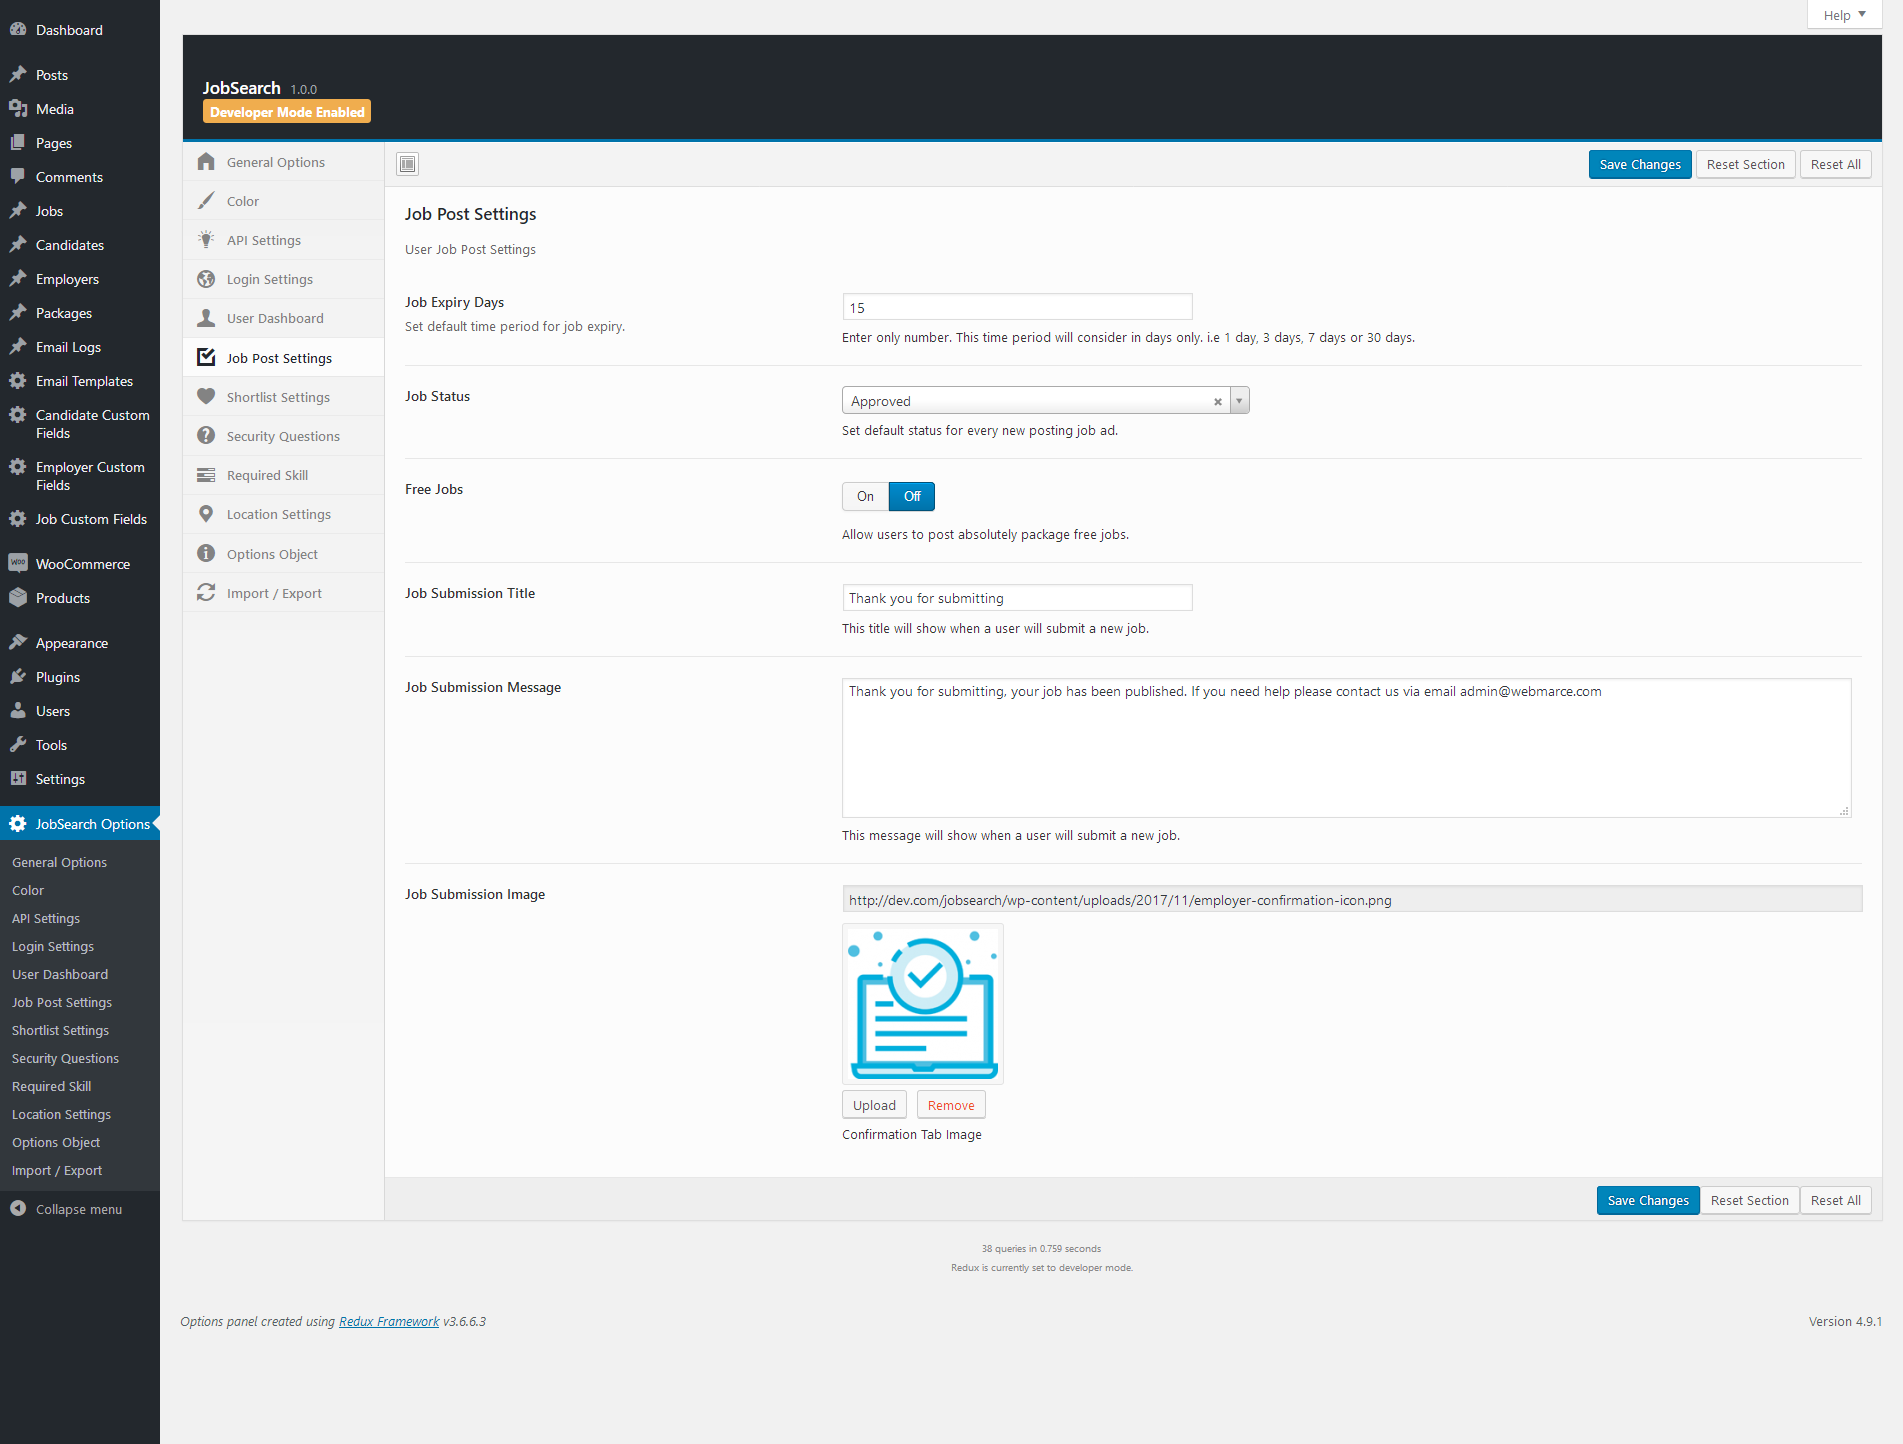 Dashboard
Posts
Media
Pages
Comments
Jobs
Candidates
Employers
Packages
Email Logs
Email Templates
Candidate Custom
Fields
Employer Custom
Fields
Job Custom Fields
WooCommerce
Products
Appearance
Plugins
Users
Tools
Settings
JobSearch Options
General Options
Color
API Settings
Login Settings
User Dashboard
Job Post Settings
Shortlist Settings
Security Questions
Required Skill
Location Settings
Options Object
Import / Export
Collapse menu
Help
JobSearch 1.0.0
Developer Mode Enabled
General Options
Color
API Settings
Login Settings
User Dashboard
Job Post Settings
Shortlist Settings
Security Questions
Required Skill
Location Settings
Options Object
Import / Export
Save Changes Reset Section Reset All
Job Post Settings
User Job Post Settings
Job Expiry Days
Set default time period for job expiry.
15
Enter only number. This time period will consider in days only. i.e 1 day, 3 days, 7 days or 30 days.
Job Status
Approved
Set default status for every new posting job ad.
Free Jobs
On Off
Allow users to post absolutely package free jobs.
Job Submission Title
Thank you for submitting
This title will show when a user will submit a new job.
Job Submission Message
Thank you for submitting, your job has been published. If you need help please contact us via email admin@webmarce.com
This message will show when a user will submit a new job.
Job Submission Image
http://dev.com/jobsearch/wp-content/uploads/2017/11/employer-confirmation-icon.png
Upload Remove
Confirmation Tab Image
Save Changes Reset Section Reset All
38 queries in 0.759 seconds
Redux is currently set to developer mode.
Options panel created using Redux Framework v3.6.6.3
Version 4.9.1